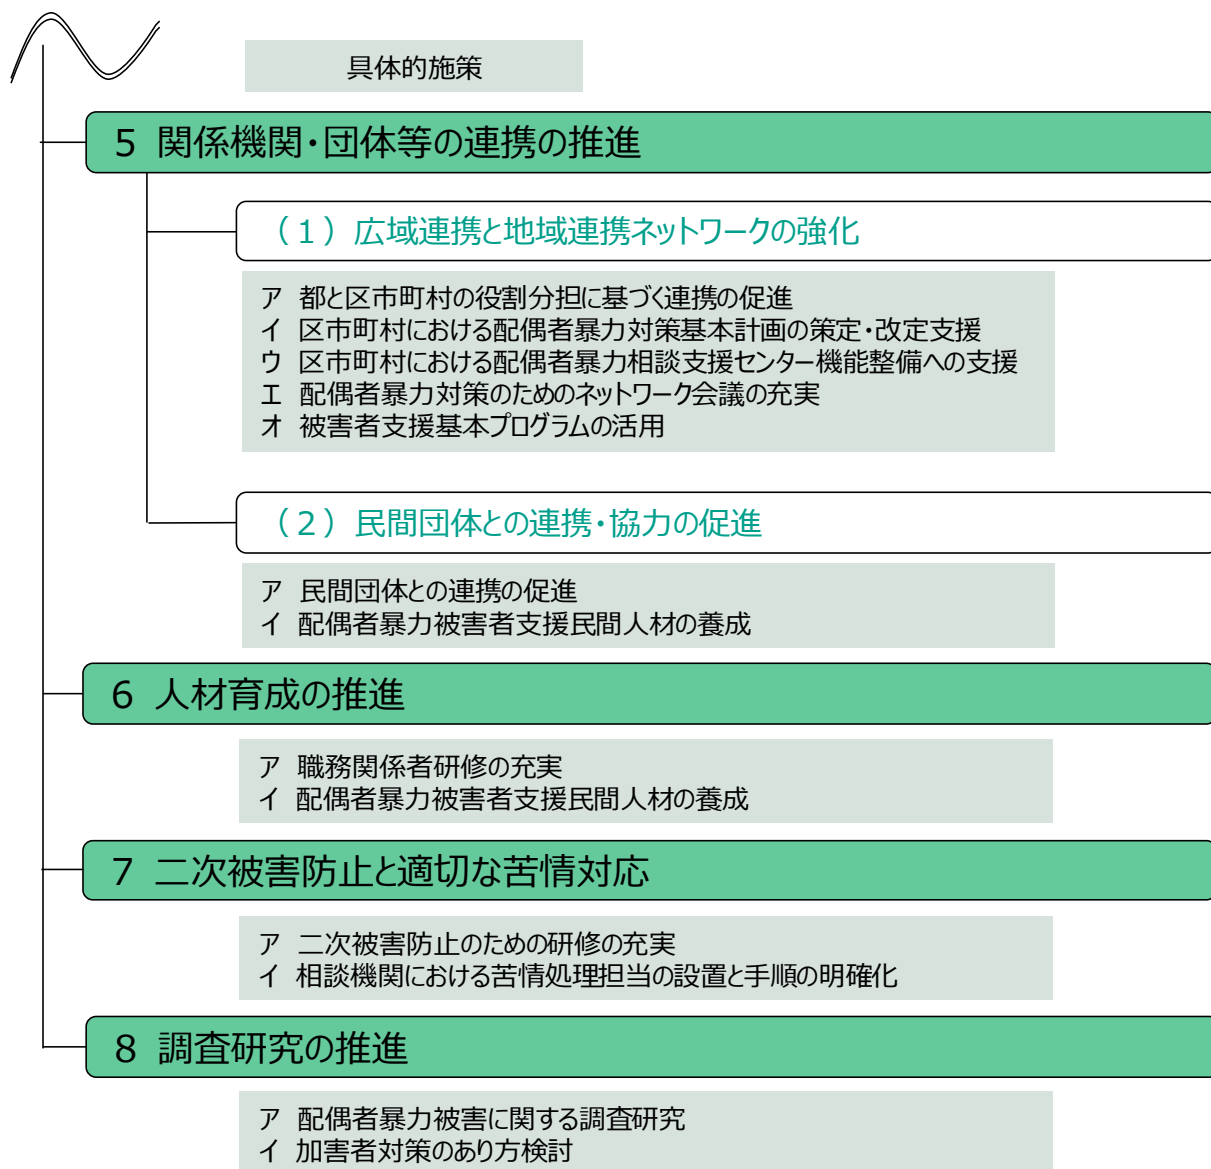 具体的施策
５ 関係機関・団体等の連携の推進
（１）広域連携と地域連携ネットワークの強化
ア 都と区市町村の役割分担に基づく連携の促進
イ 区市町村における配偶者暴力対策基本計画の策定・改定支援
ウ 区市町村における配偶者暴力相談支援センター機能整備への支援
エ 配偶者暴力対策のためのネットワーク会議の充実
オ 被害者支援基本プログラムの活用
（２）民間団体との連携・協力の促進
ア 民間団体との連携の促進
イ 配偶者暴力被害者支援民間人材の養成
６ 人材育成の推進
ア 職務関係者研修の充実
イ 配偶者暴力被害者支援民間人材の養成
７ 二次被害防止と適切な苦情対応
ア 二次被害防止のための研修の充実
イ 相談機関における苦情処理担当の設置と手順の明確化
８ 調査研究の推進
ア 配偶者暴力被害に関する調査研究
イ 加害者対策のあり方検討